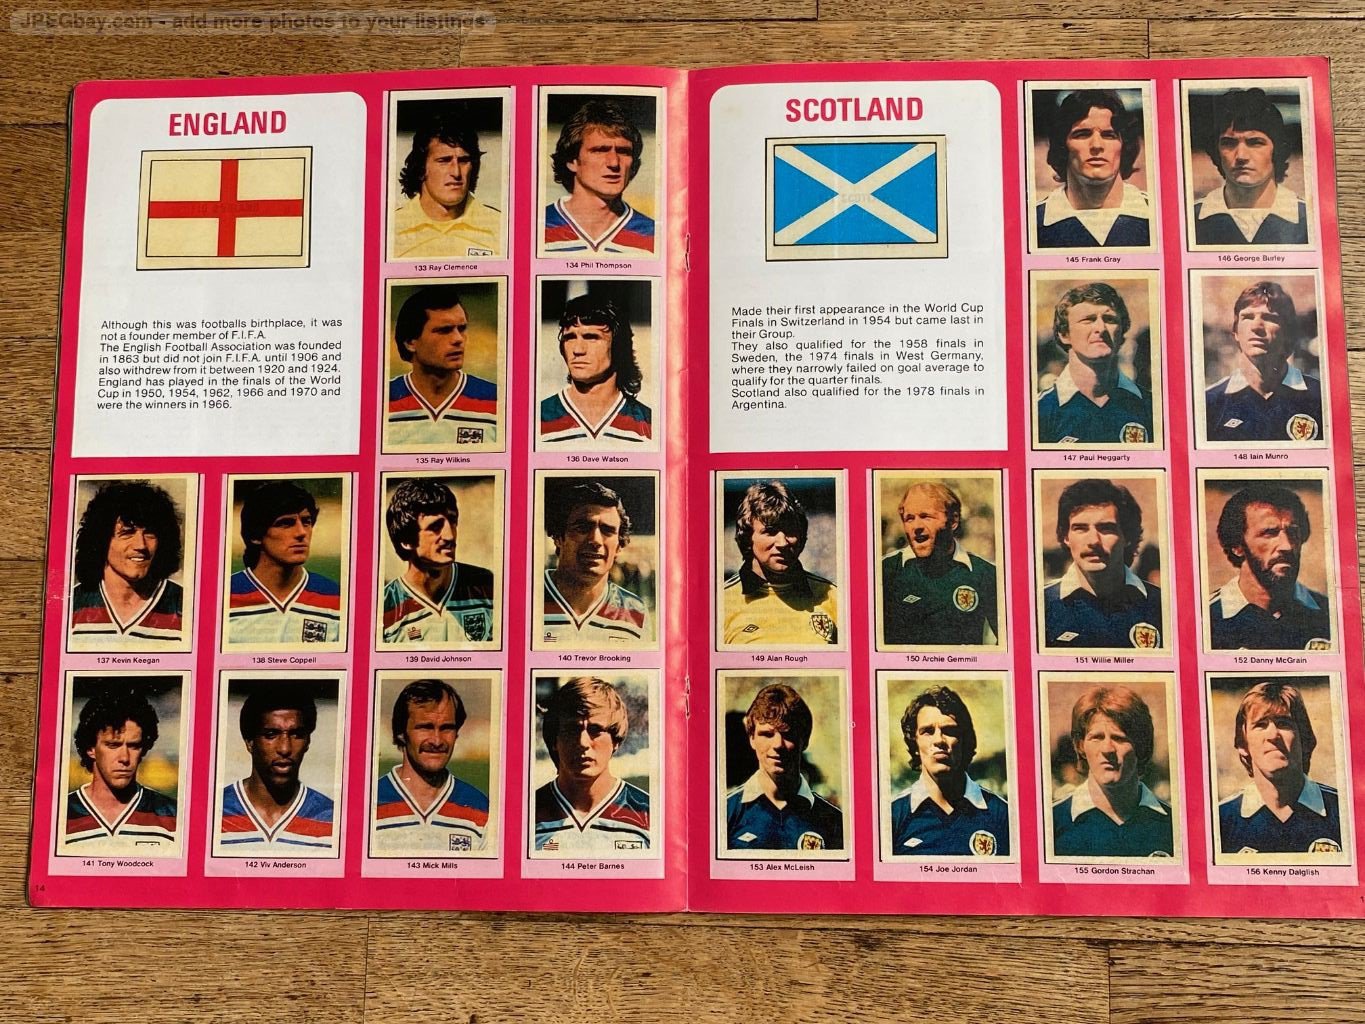 JPEGbay.com - add more photos to your listings
ENGLAND
Although this was footballs birthplace, it was
not a founder member of F.I.F.A.
The English Football Association was founded
in 1863 but did not join F.I.F.A. until 1906 and
also withdrew from it between 1920 and 1924.
England has played in the finals of the World
Cup in 1950, 1954, 1962, 1966 and 1970 and
were the winners in 1966.
133 Ray Clemence
134 Phil Thompson
135 Ray Wilkins
136 Dave Watson
137 Kevin Keegan
138 Steve Coppell
139 David Johnson
140 Trevor Brooking
141 Tony Woodcock
142 Viv Anderson
143 Mick Mills
144 Peter Barnes
14
SCOTLAND
Made their first appearance in the World Cup
Finals in Switzerland in 1954 but came last in
their Group.
They also qualified for the 1958 finals in
Sweden, the 1974 finals in West Germany,
where they narrowly failed on goal average to
qualify for the quarter finals.
Scotland also qualified for the 1978 finals in
Argentina.
145 Frank Gray
146 George Burley
147 Paul Heggarty
148 Iain Munro
149 Alan Rough
150 Archie Gemmill
151 Willie Miller
152 Danny McGrain
153 Alex McLeish
154 Joe Jordan
155 Gordon Strachan
156 Kenny Dalglish